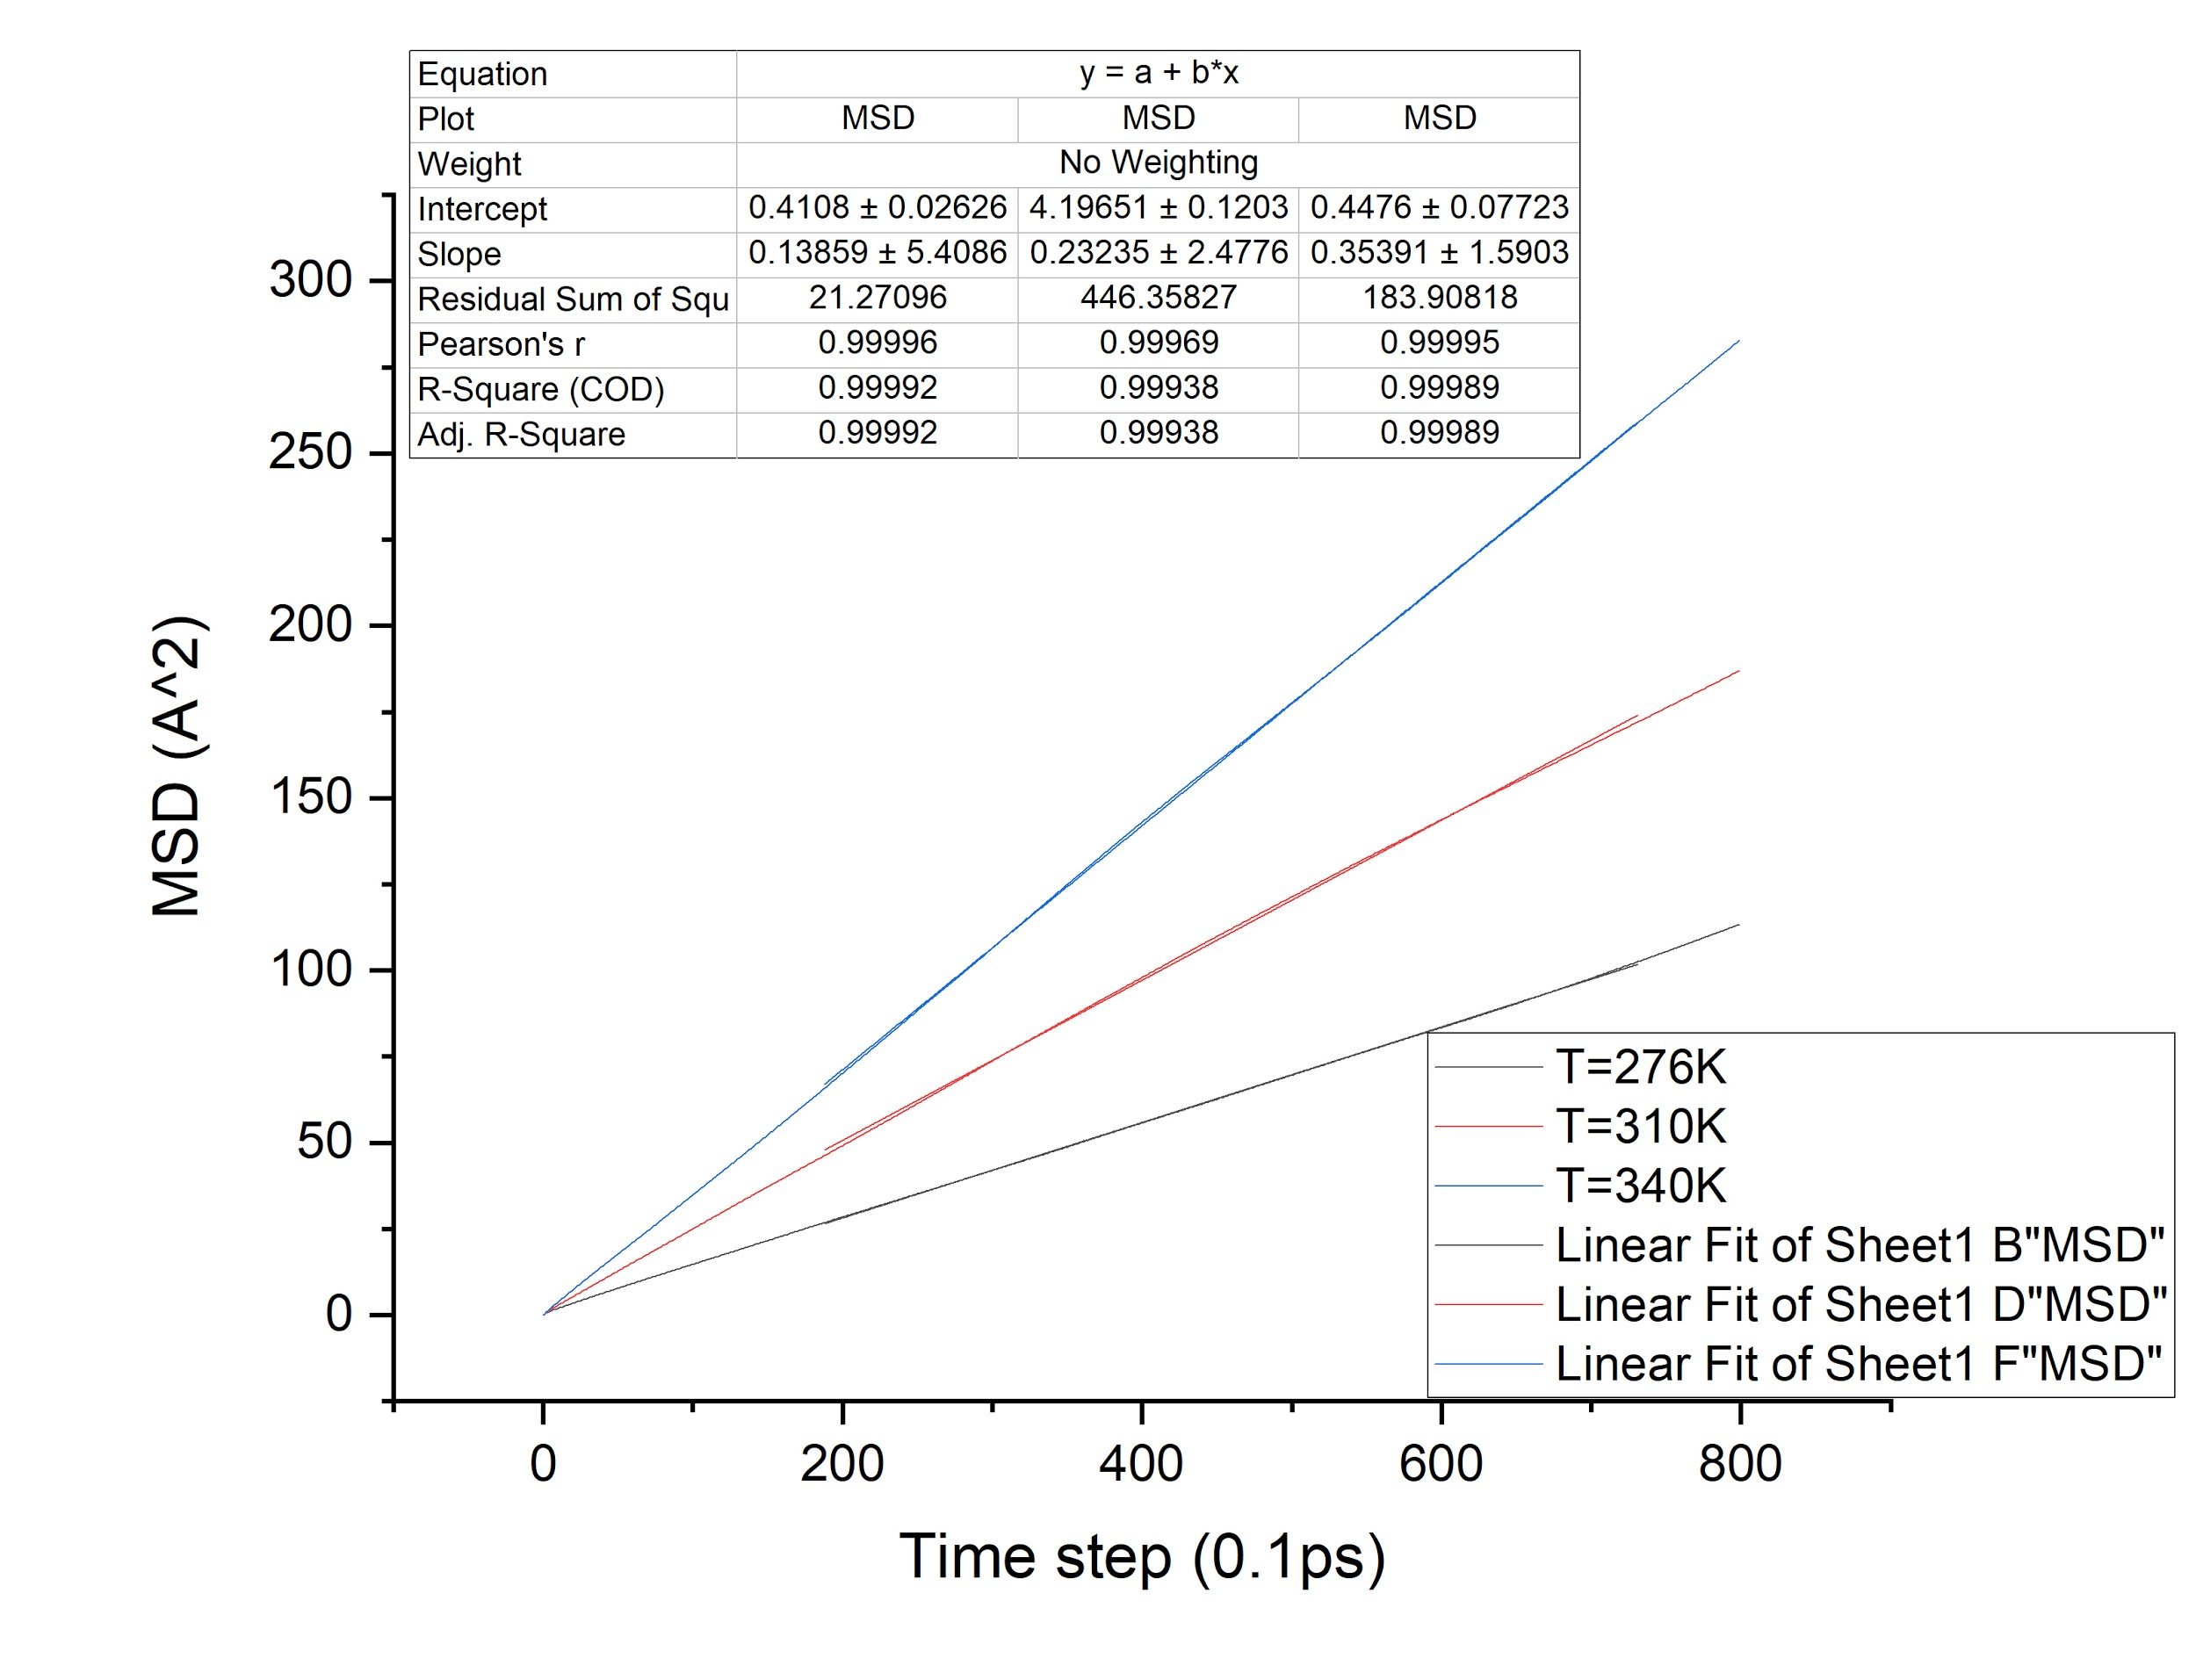 Equation y = a + b*x
Plot MSD MSD MSD
Weight No Weighting
Intercept 0.4108 ± 0.02626 4.19651 ± 0.1203 0.4476 ± 0.07723
Slope 0.13859 ± 5.4086 0.23235 ± 2.4776 0.35391 ± 1.5903
Residual Sum of Squ 21.27096 446.35827 183.90818
Pearson's r 0.99996 0.99969 0.99995
R-Square (COD) 0.99992 0.99938 0.99989
Adj. R-Square 0.99992 0.99938 0.99989
300
250
200
150
100
50
0
MSD (A^2)
T=276K
T=310K
T=340K
Linear Fit of Sheet1 B"MSD"
Linear Fit of Sheet1 D"MSD"
Linear Fit of Sheet1 F"MSD"
0 200 400 600 800
Time step (0.1ps)